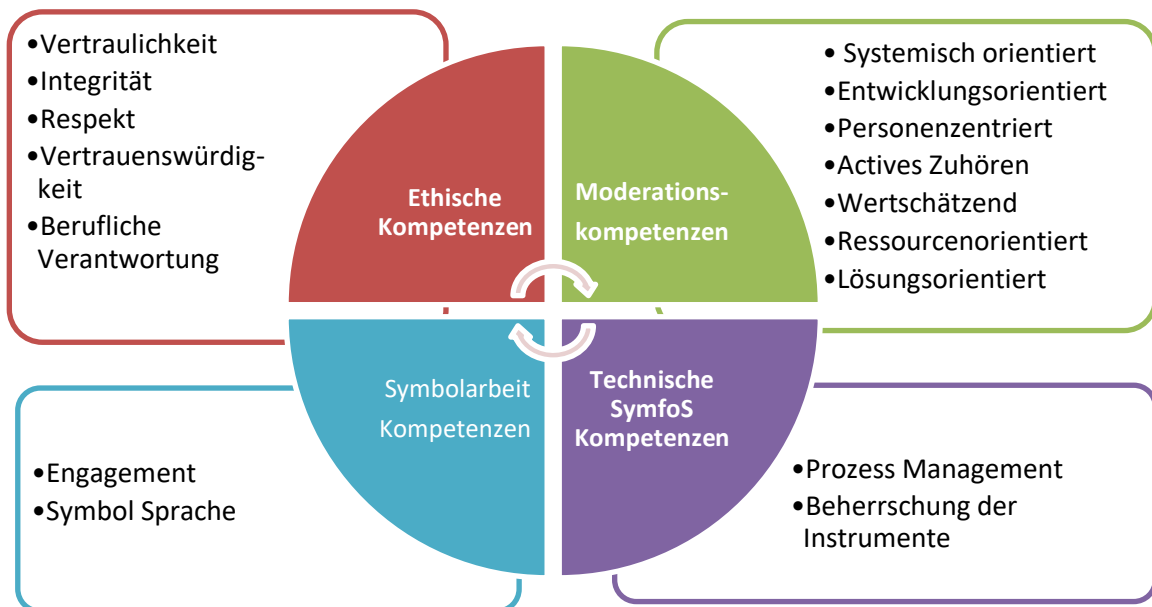 •Vertraulichkeit
•Integrität
•Respekt
•Vertrauenswürdig-
keit
•Berufliche
Verantwortung
Ethische
Kompetenzen
Moderations-
kompetenzen
• Systemisch orientiert
•Entwicklungsorientiert
•Personenzentriert
•Actives Zuhören
•Wertschätzend
•Ressourcenorientiert
•Lösungsorientiert
•Engagement
•Symbol Sprache
Symbolarbeit
Kompetenzen
Technische
SymfoS
Kompetenzen
•Prozess Management
•Beherrschung der
Instrumente